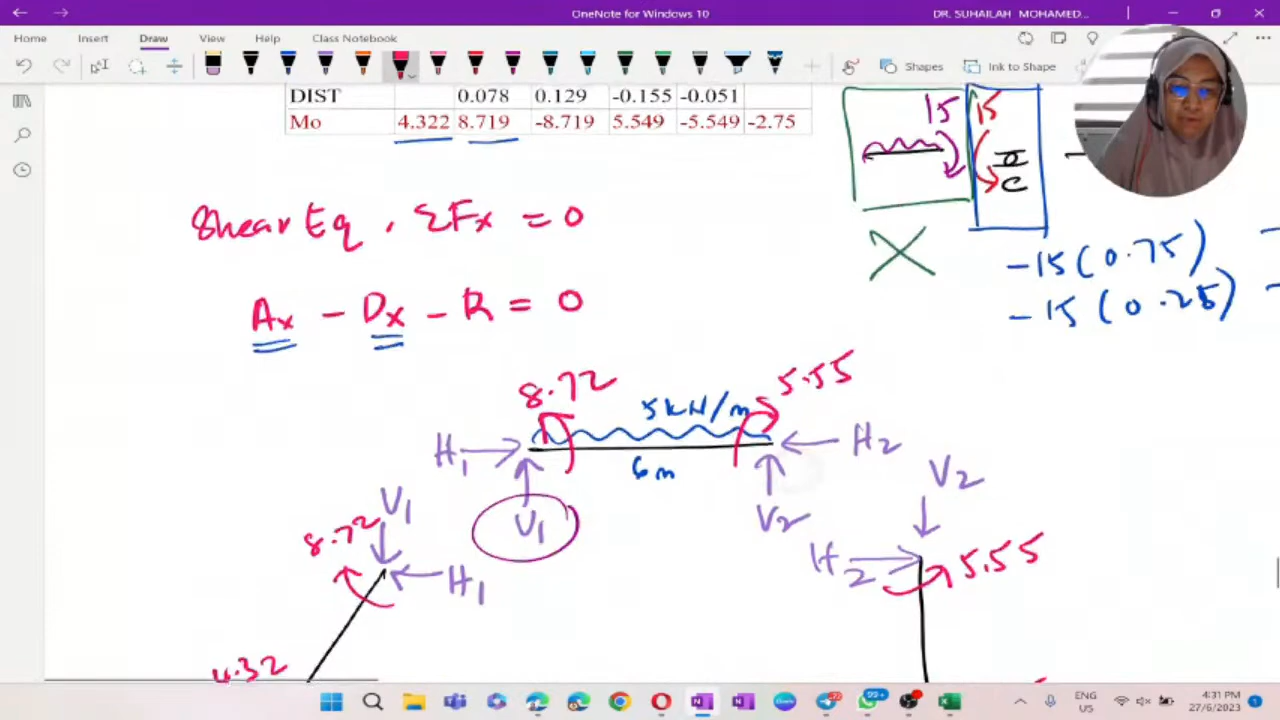 OneNote for Windows 10
DR. SUHAILAH MOHAMED...
Home Insert Draw View Help Class Notebook
Shapes Ink to Shape
DIST 0.078 0.129 -0.155 -0.051
Mo 4.322 8.719 -8.719 5.549 -5.549 -2.75
15 15
C
-15(0.75)
-15(0.25)
Shear Eq, ΣFx = 0
Ax - Dx - R = 0
8.72 5kN/m 5.55
H1 6m H2
V1 V2
8.72 V1
H1
V2
H2 5.55
4.32
99+
ENG
US
4:31 PM
27/6/2023